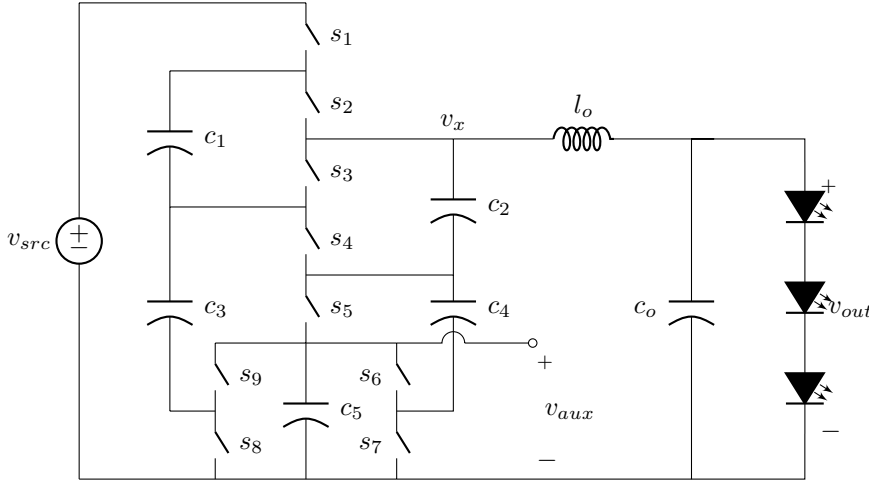 s1
s2
vx
lo
c1
s3
c2
vsrc
+
−
s4
+
c3
s5
c4
co
vout
s9
s6
+
c5
vaux
s8
s7
−
−